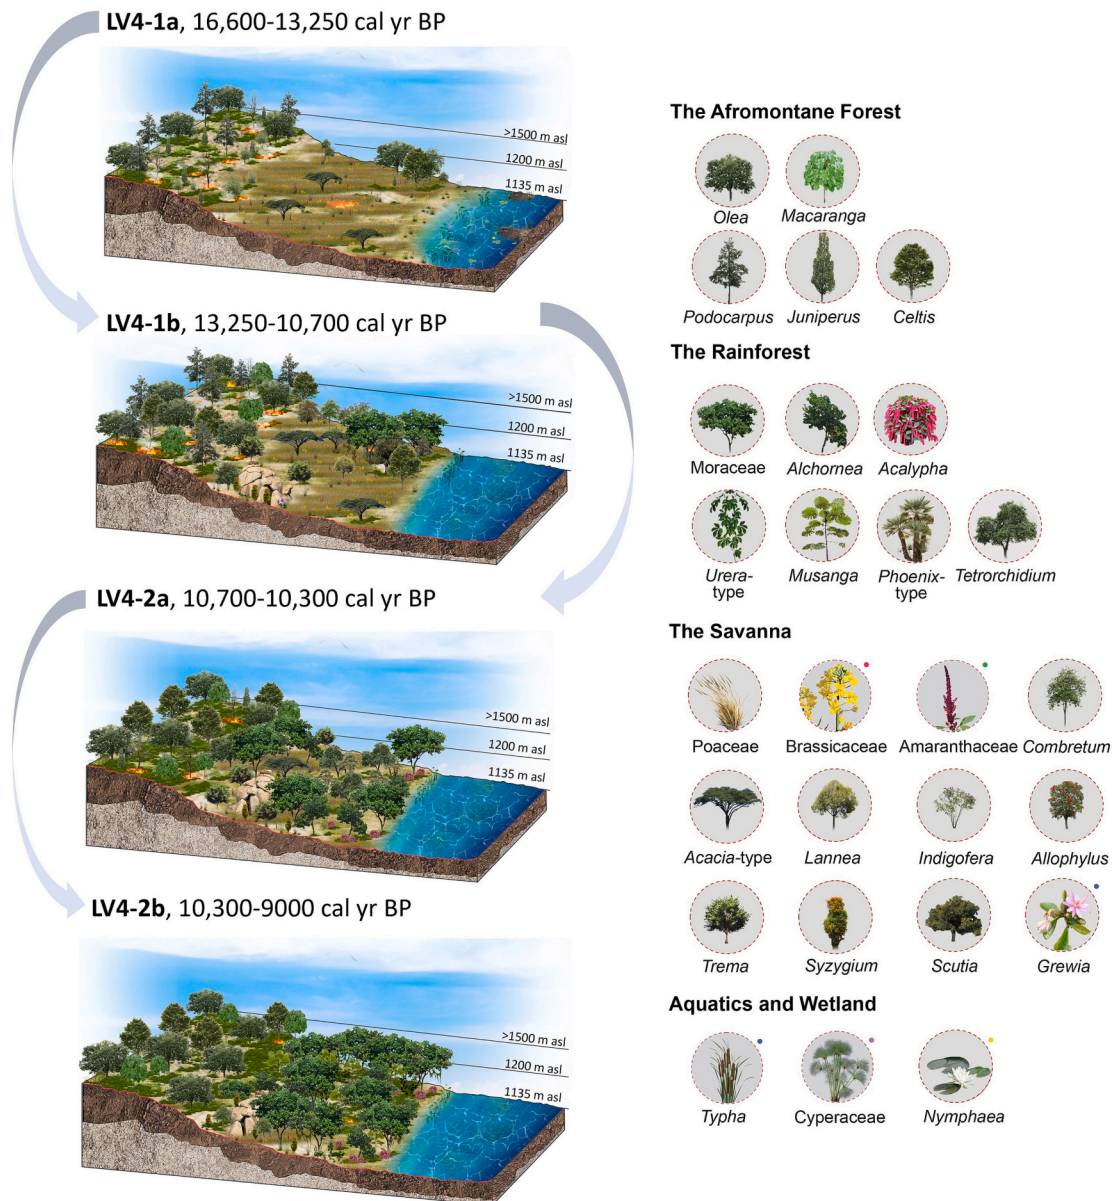 LV4-1a, 16,600-13,250 cal yr BP
>1500 m asl
1200 m asl
1135 m asl
LV4-1b, 13,250-10,700 cal yr BP
>1500 m asl
1200 m asl
1135 m asl
LV4-2a, 10,700-10,300 cal yr BP
>1500 m asl
1200 m asl
1135 m asl
LV4-2b, 10,300-9000 cal yr BP
>1500 m asl
1200 m asl
1135 m asl
The Afromontane Forest
Olea Macaranga
Podocarpus Juniperus Celtis
The Rainforest
Moraceae Alchornea Acalypha
Urera- Musanga Phoenix- Tetrorchidium
type type
The Savanna
Poaceae Brassicaceae Amaranthaceae Combretum
Acacia-type Lannea Indigofera Allophylus
Trema Syzygium Scutia Grewia
Aquatics and Wetland
Typha Cyperaceae Nymphaea